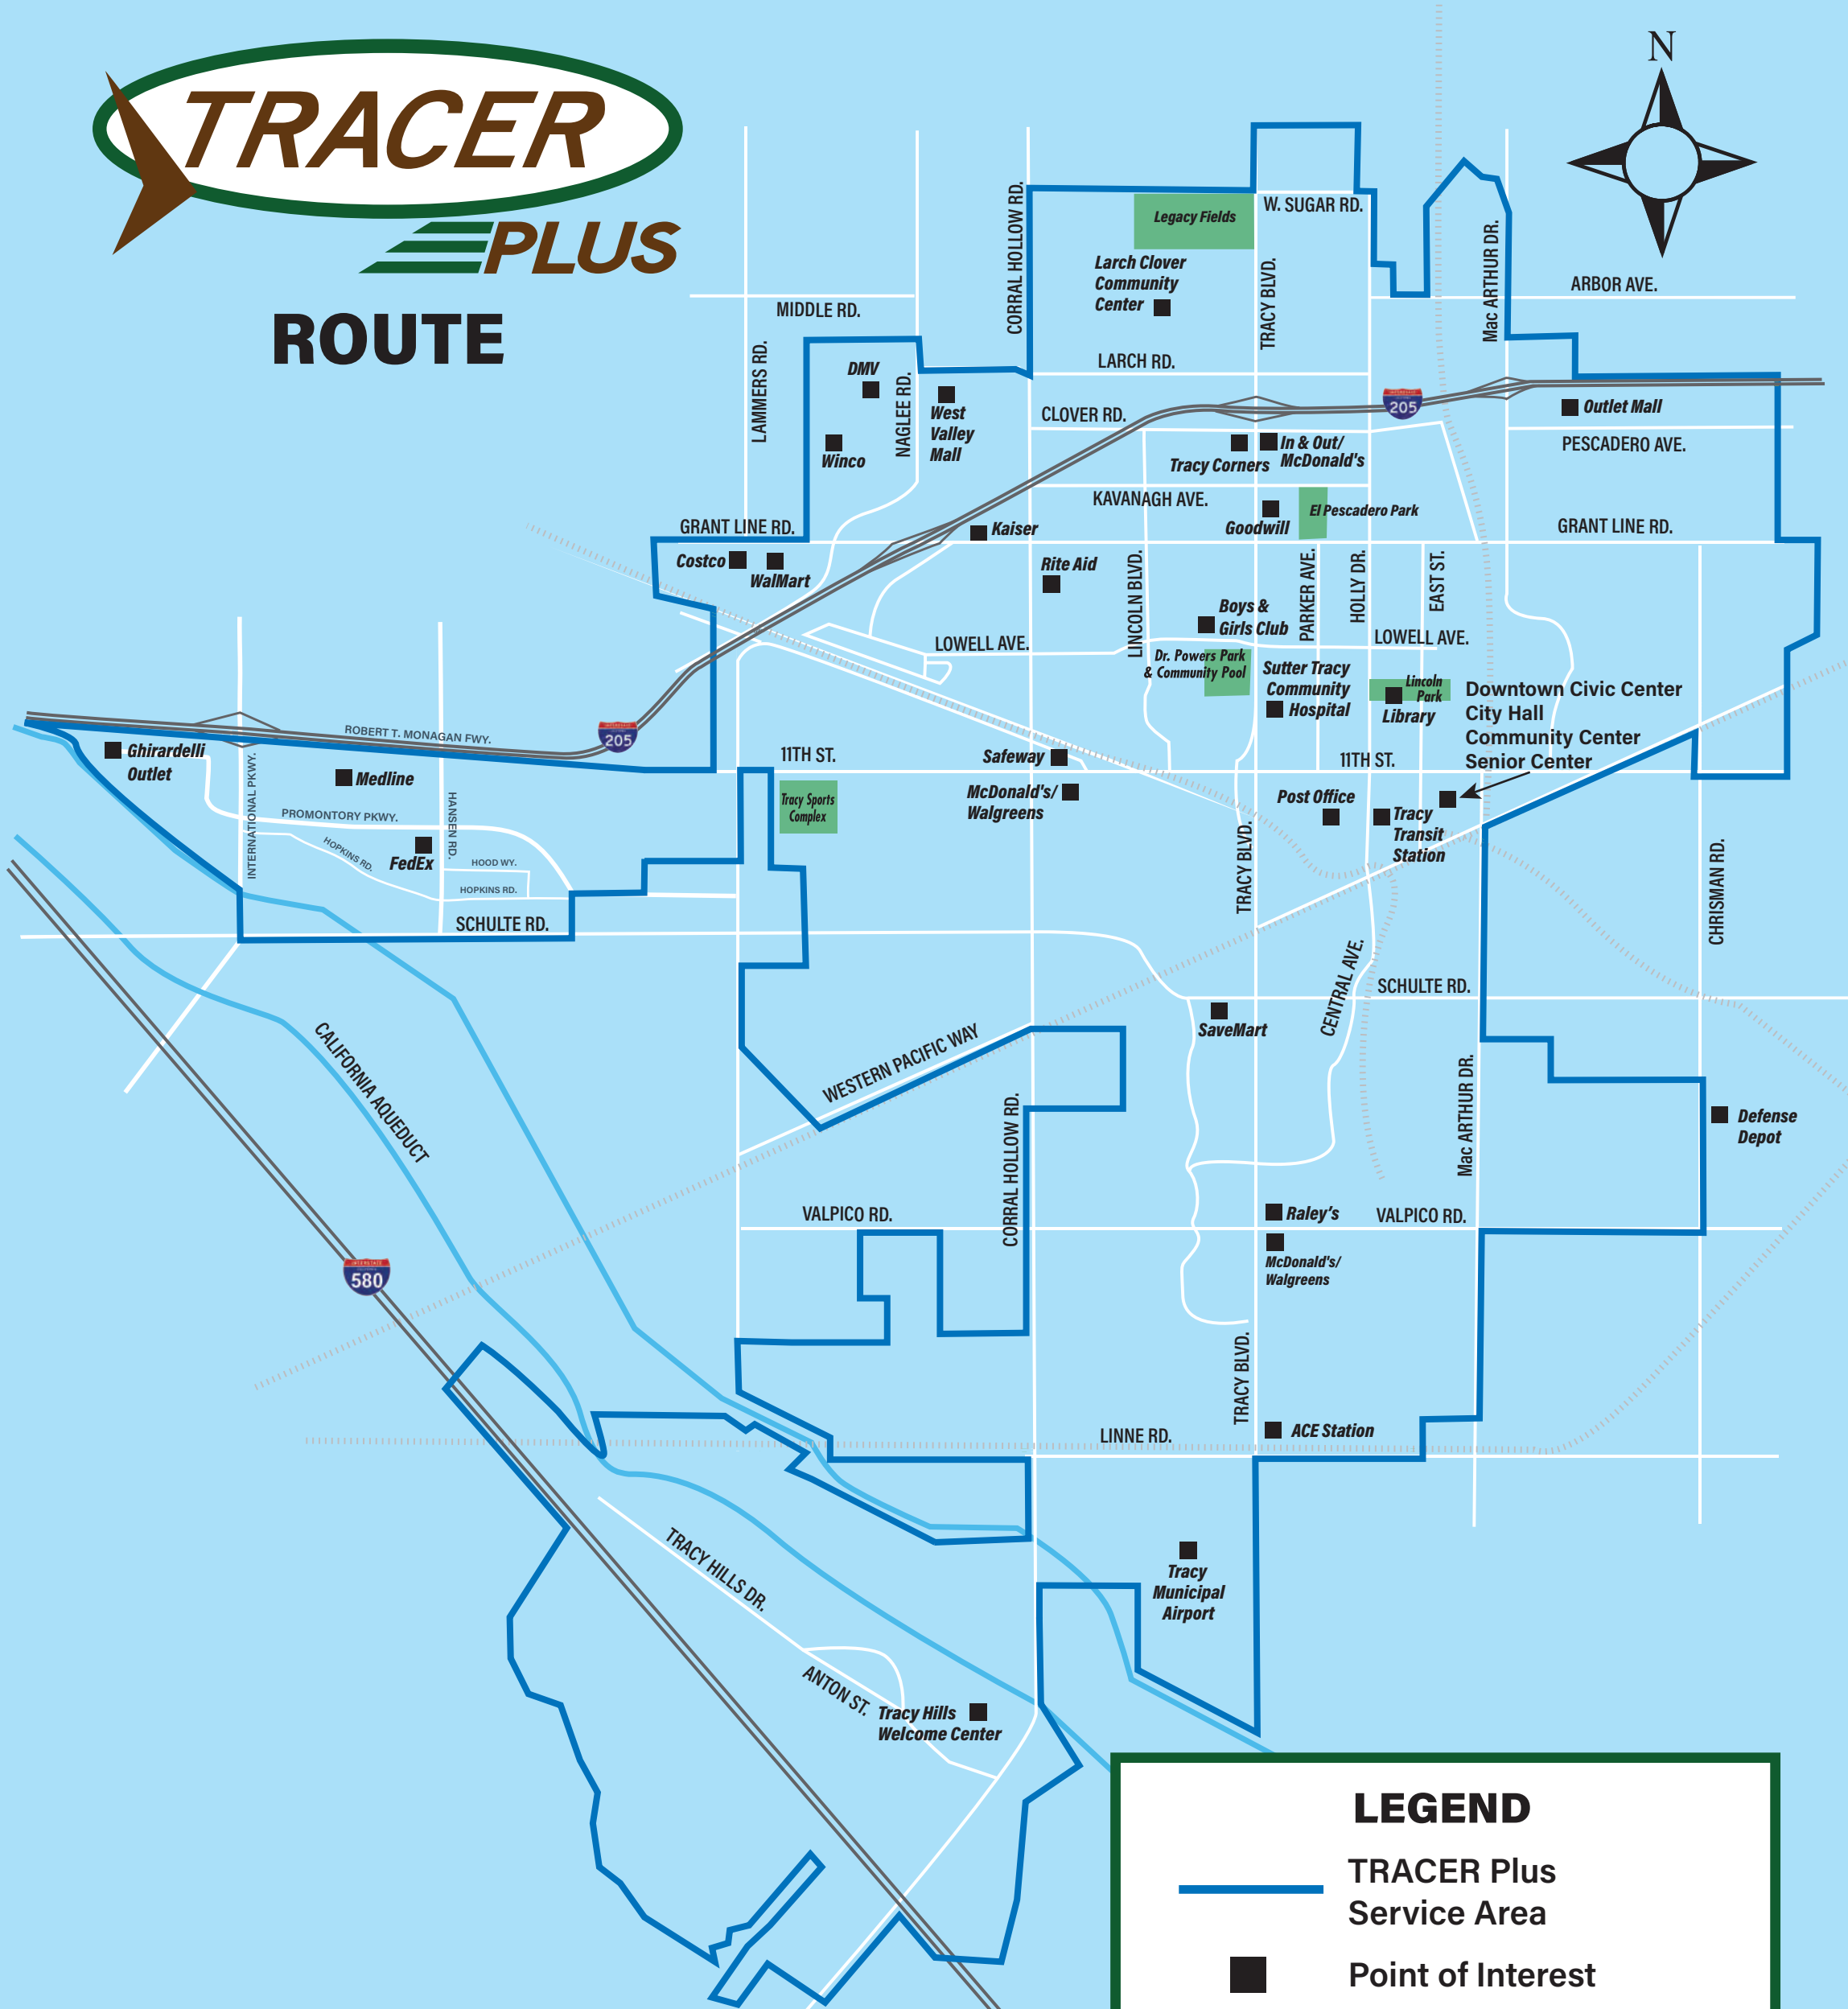 TRACER
PLUS
ROUTE
N
W. SUGAR RD.
Legacy Fields
CORRAL HOLLOW RD.
Larch Clover
Community
Center
TRACY BLVD.
Mac ARTHUR DR.
ARBOR AVE.
MIDDLE RD.
LAMMERS RD.
DMV
NAGLEE RD.
LARCH RD.
West
Valley
Mall
CLOVER RD.
205
Outlet Mall
Winco
Tracy Corners
In & Out/
McDonald's
PESCADERO AVE.
KAVANAGH AVE.
El Pescadero Park
Goodwill
GRANT LINE RD.
Kaiser
GRANT LINE RD.
Costco
WalMart
Rite Aid
LINCOLN BLVD.
PARKER AVE.
HOLLY DR.
EAST ST.
Boys &
Girls Club
LOWELL AVE.
LOWELL AVE.
Dr. Powers Park
& Community Pool
Sutter Tracy
Community
Hospital
Lincoln
Park
Library
Downtown Civic Center
City Hall
Community Center
Senior Center
ROBERT T. MONAGAN FWY.
205
Ghirardelli
Outlet
INTERNATIONAL PKWY.
Medline
11TH ST.
Safeway
11TH ST.
McDonald's/
Walgreens
Post Office
Tracy
Transit
Station
Tracy Sports
Complex
PROMONTORY PKWY.
HANSEN RD.
HOPKINS RD.
FedEx
HOOD WY.
HOPKINS RD.
TRACY BLVD.
CHRISMAN RD.
SCHULTE RD.
CENTRAL AVE.
SCHULTE RD.
SaveMart
CALIFORNIA AQUEDUCT
WESTERN PACIFIC WAY
CORRAL HOLLOW RD.
Mac ARTHUR DR.
Defense
Depot
VALPICO RD.
Raley's
VALPICO RD.
McDonald's/
Walgreens
580
TRACY BLVD.
LINNE RD.
ACE Station
TRACY HILLS DR.
Tracy
Municipal
Airport
ANTON ST.
Tracy Hills
Welcome Center
LEGEND
TRACER Plus
Service Area
Point of Interest